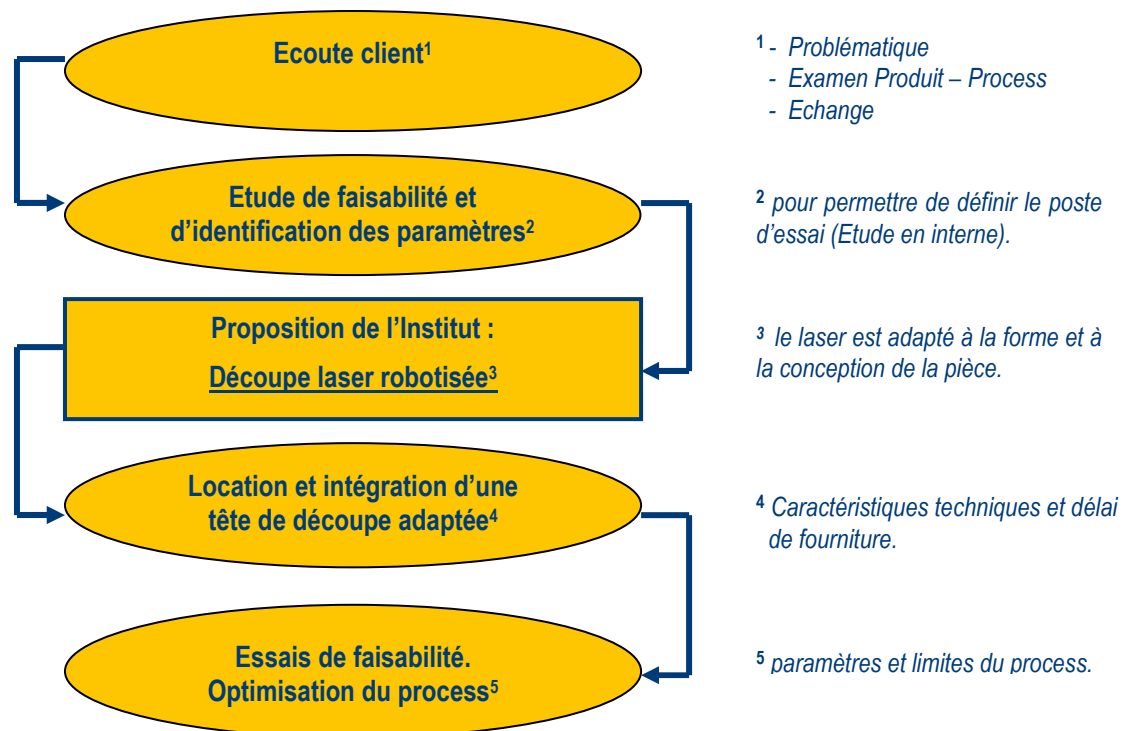 Ecoute client¹
¹ - Problématique
- Examen Produit – Process
- Echange
Etude de faisabilité et
d’identification des paramètres²
² pour permettre de définir le poste
d’essai (Etude en interne).
Proposition de l’Institut :
Découpe laser robotisée³
³ le laser est adapté à la forme et à
la conception de la pièce.
Location et intégration d’une
tête de découpe adaptée⁴
⁴ Caractéristiques techniques et délai
de fourniture.
Essais de faisabilité.
Optimisation du process⁵
⁵ paramètres et limites du process.